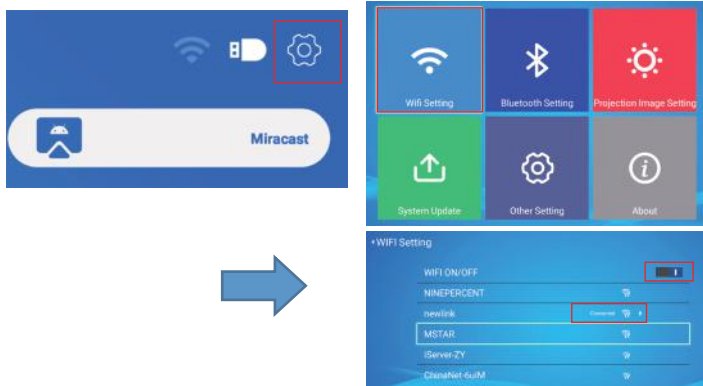 Miracast
Wifi Setting
Bluetooth Setting
Projection Image Setting
System Update
Other Setting
About
WIFI Setting
WIFI ON/OFF
NINEPERCENT
newlink
Connected
MSTAR
iServer-ZY
ChinaNet-6uiM